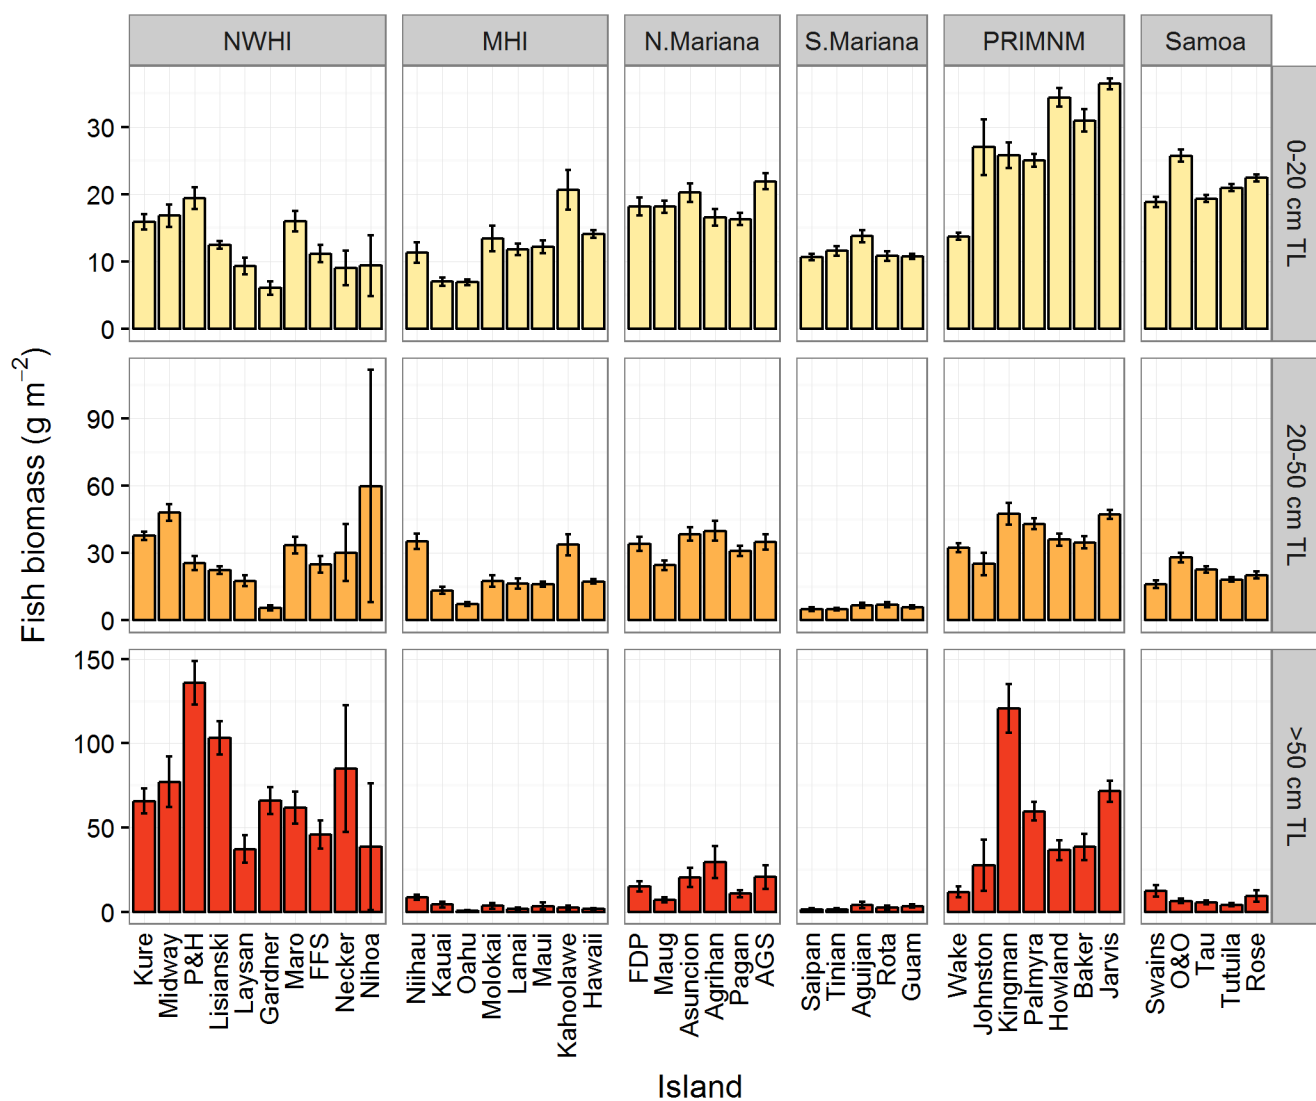 NWHI MHI N.Mariana S.Mariana PRIMNM Samoa
Fish biomass (g m−2)
30
20
10
0
0-20 cm TL
90
60
30
0
20-50 cm TL
150
100
50
0
>50 cm TL
Kure
Midway
P&H
Lisianski
Laysan
Gardner
Maro
FFS
Necker
Nihoa
Niihau
Kauai
Oahu
Molokai
Lanai
Maui
Kahoolawe
Hawaii
FDP
Maug
Asuncion
Agrihan
Pagan
AGS
Saipan
Tinian
Aguijan
Rota
Guam
Wake
Johnston
Kingman
Palmyra
Howland
Baker
Jarvis
Swains
O&O
Tau
Tutuila
Rose
Island